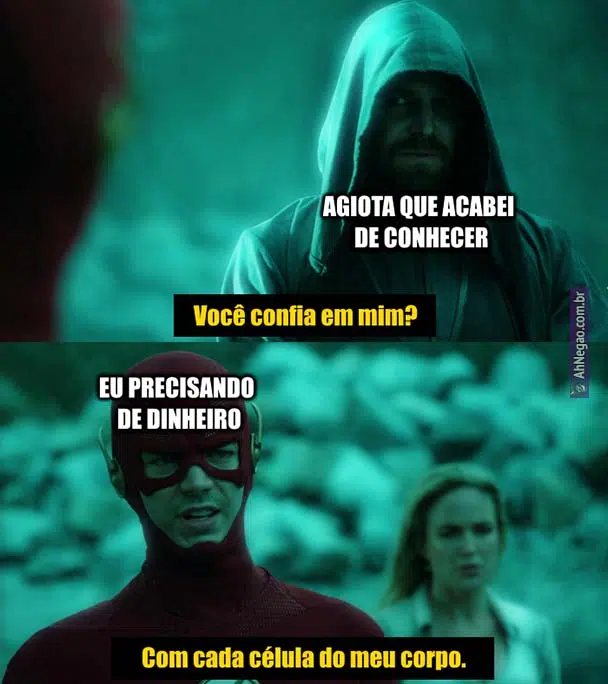 AGIOTA QUE ACABEI
DE CONHECER
Você confia em mim?
AhNegao.com.br
EU PRECISANDO
DE DINHEIRO
Com cada célula do meu corpo.